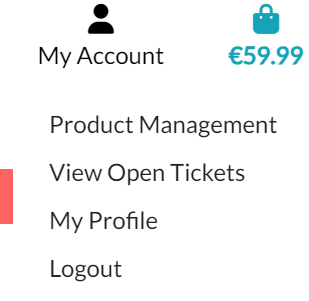 My Account €59.99
Product Management
View Open Tickets
My Profile
Logout